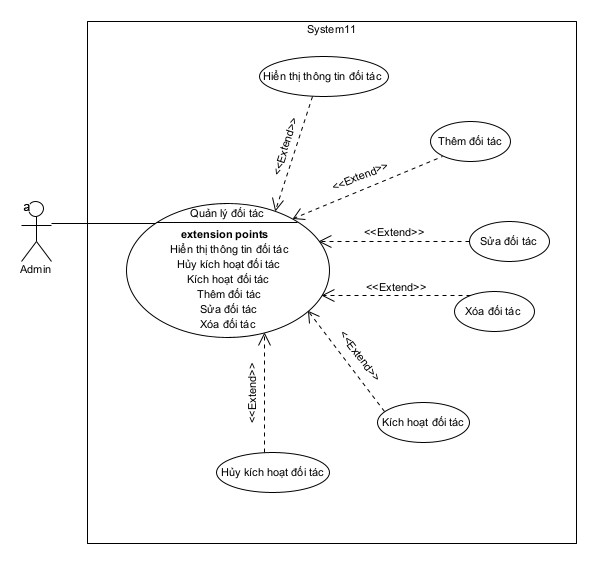 System11
Hiển thị thông tin đối tác
<<Extend>>
Thêm đối tác
<<Extend>>
a
Admin
Quản lý đối tác
extension points
Hiển thị thông tin đối tác
Hủy kích hoạt đối tác
Kích hoạt đối tác
Thêm đối tác
Sửa đối tác
Xóa đối tác
<<Extend>>
Sửa đối tác
<<Extend>>
Xóa đối tác
<<Extend>>
Kích hoạt đối tác
<<Extend>>
Hủy kích hoạt đối tác